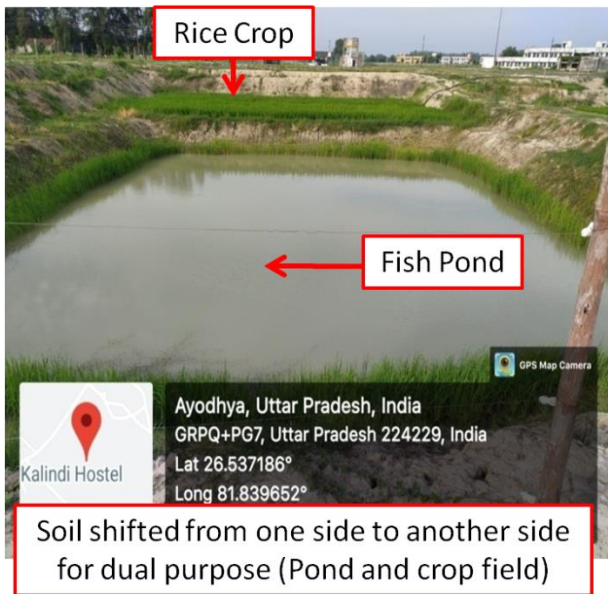 Rice Crop
Fish Pond
GPS Map Camera
Kalindi Hostel
Ayodhya, Uttar Pradesh, India
GRPQ+PG7, Uttar Pradesh 224229, India
Lat 26.537186°
Long 81.839652°
Soil shifted from one side to another side
for dual purpose (Pond and crop field)